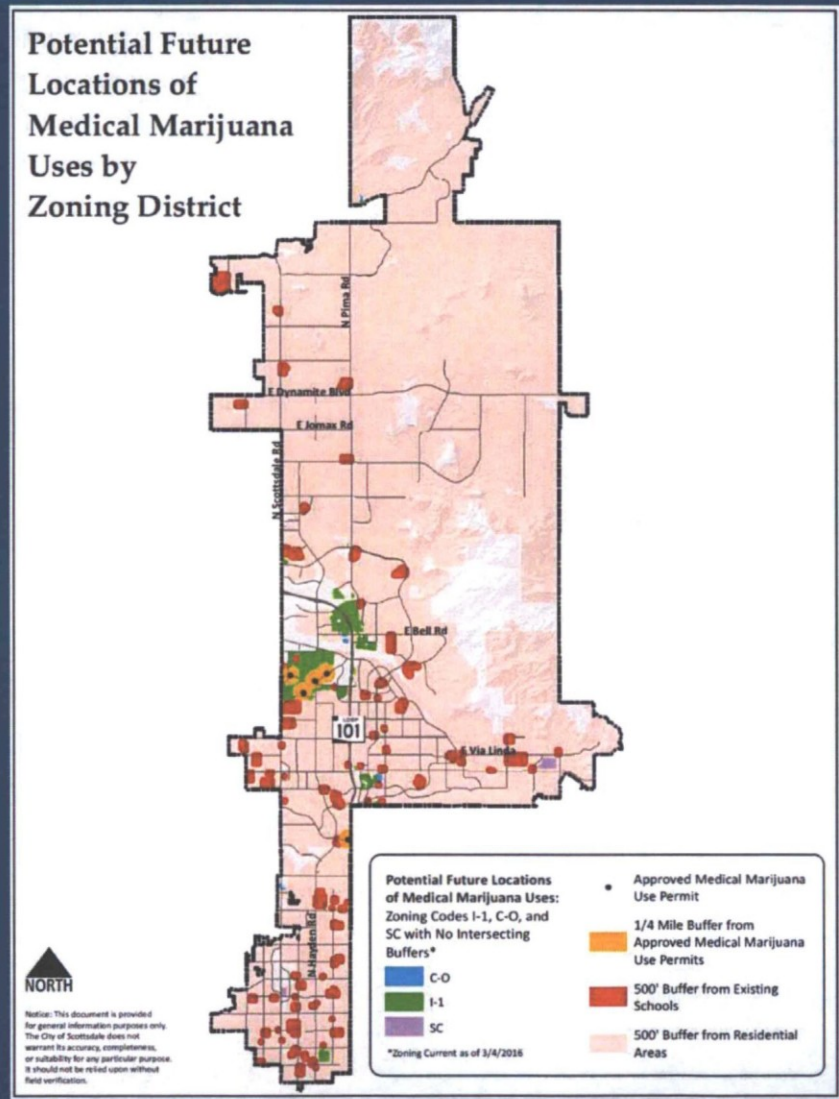 Potential Future
Locations of
Medical Marijuana
Uses by
Zoning District
N Pima Rd
E Dynamite Blvd
E Jomax Rd
N Scottsdale Rd
E Bell Rd
LOOP
101
E Via Linda
N Hayden Rd
NORTH
Notice: This document is provided
for general information purposes only.
The City of Scottsdale does not
warrant its accuracy, completeness,
or suitability for any particular purpose.
It should not be relied upon without
field verification.
Potential Future Locations
of Medical Marijuana Uses:
Zoning Codes I-1, C-O, and
SC with No Intersecting
Buffers*
C-O
I-1
SC
*Zoning Current as of 3/4/2016
Approved Medical Marijuana
Use Permit
1/4 Mile Buffer from
Approved Medical Marijuana
Use Permits
500' Buffer from Existing
Schools
500' Buffer from Residential
Areas